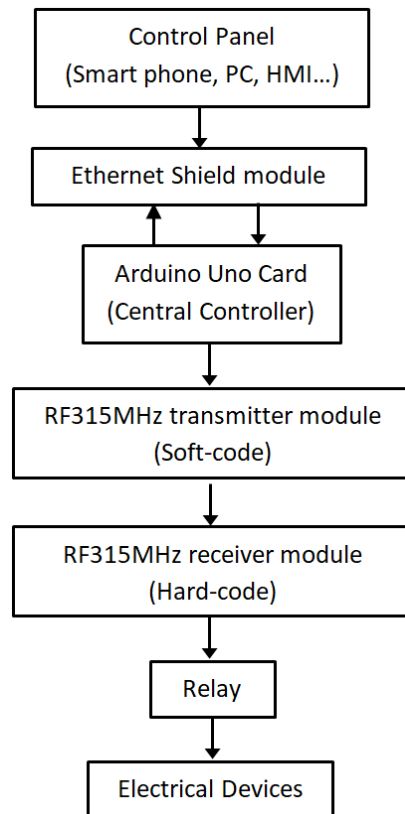 Control Panel
(Smart phone, PC, HMI...)
Ethernet Shield module
Arduino Uno Card
(Central Controller)
RF315MHz transmitter module
(Soft-code)
RF315MHz receiver module
(Hard-code)
Relay
Electrical Devices